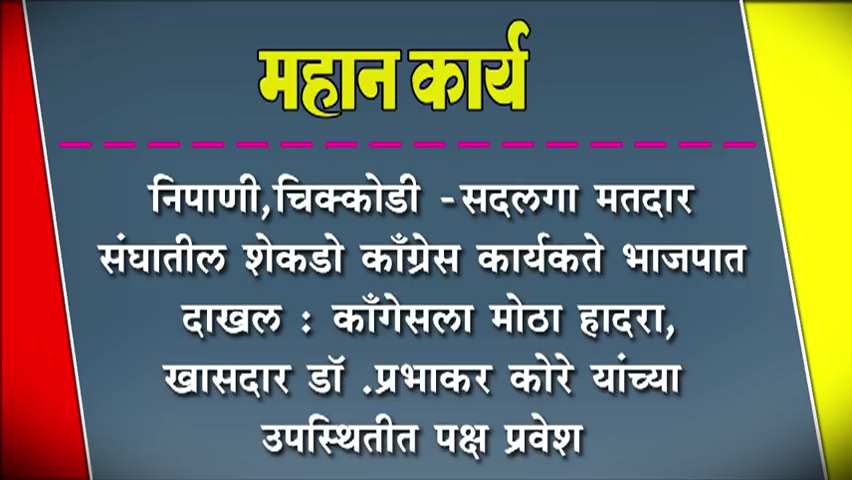 महान कार्य
निपाणी,चिक्कोडी -सदलगा मतदार
संघातील शेकडो काँग्रेस कार्यकते भाजपात
दाखल : काँगेसला मोठा हादरा,
खासदार डॉ .प्रभाकर कोरे यांच्या
उपस्थितीत पक्ष प्रवेश